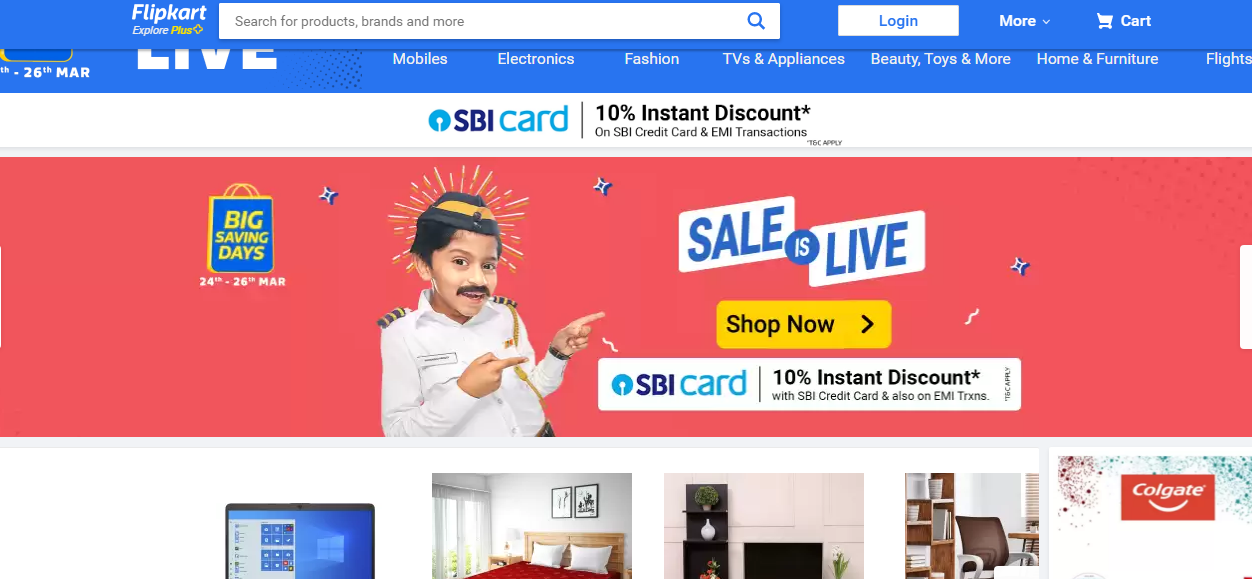 Flipkart
Explore Plus
Search for products, brands and more
Login
More
Cart
th - 26th MAR
LIVE
Mobiles
Electronics
Fashion
TVs & Appliances
Beauty, Toys & More
Home & Furniture
Flights
SBI card
10% Instant Discount*
On SBI Credit Card & EMI Transactions
*T&C APPLY
BIG
SAVING
DAYS
24th - 26th MAR
SALE IS LIVE
Shop Now
SBI card
10% Instant Discount*
with SBI Credit Card & also on EMI Trxns.
*T&C APPLY
Colgate